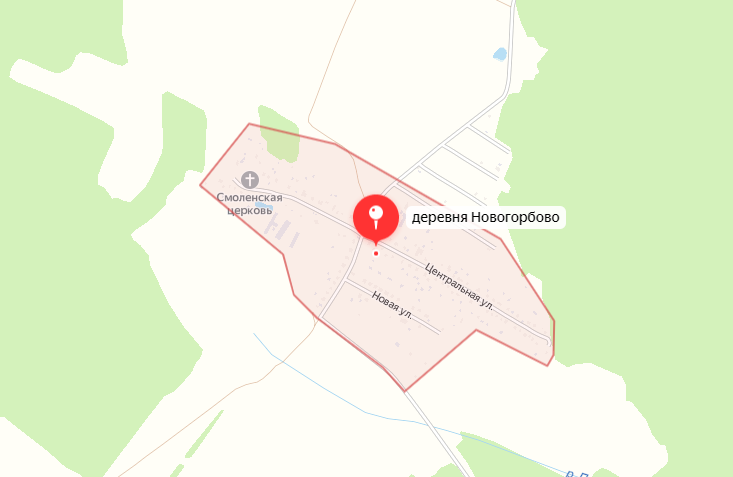 Смоленская
церковь
деревня Новогорбово
Центральная ул.
Новая ул.